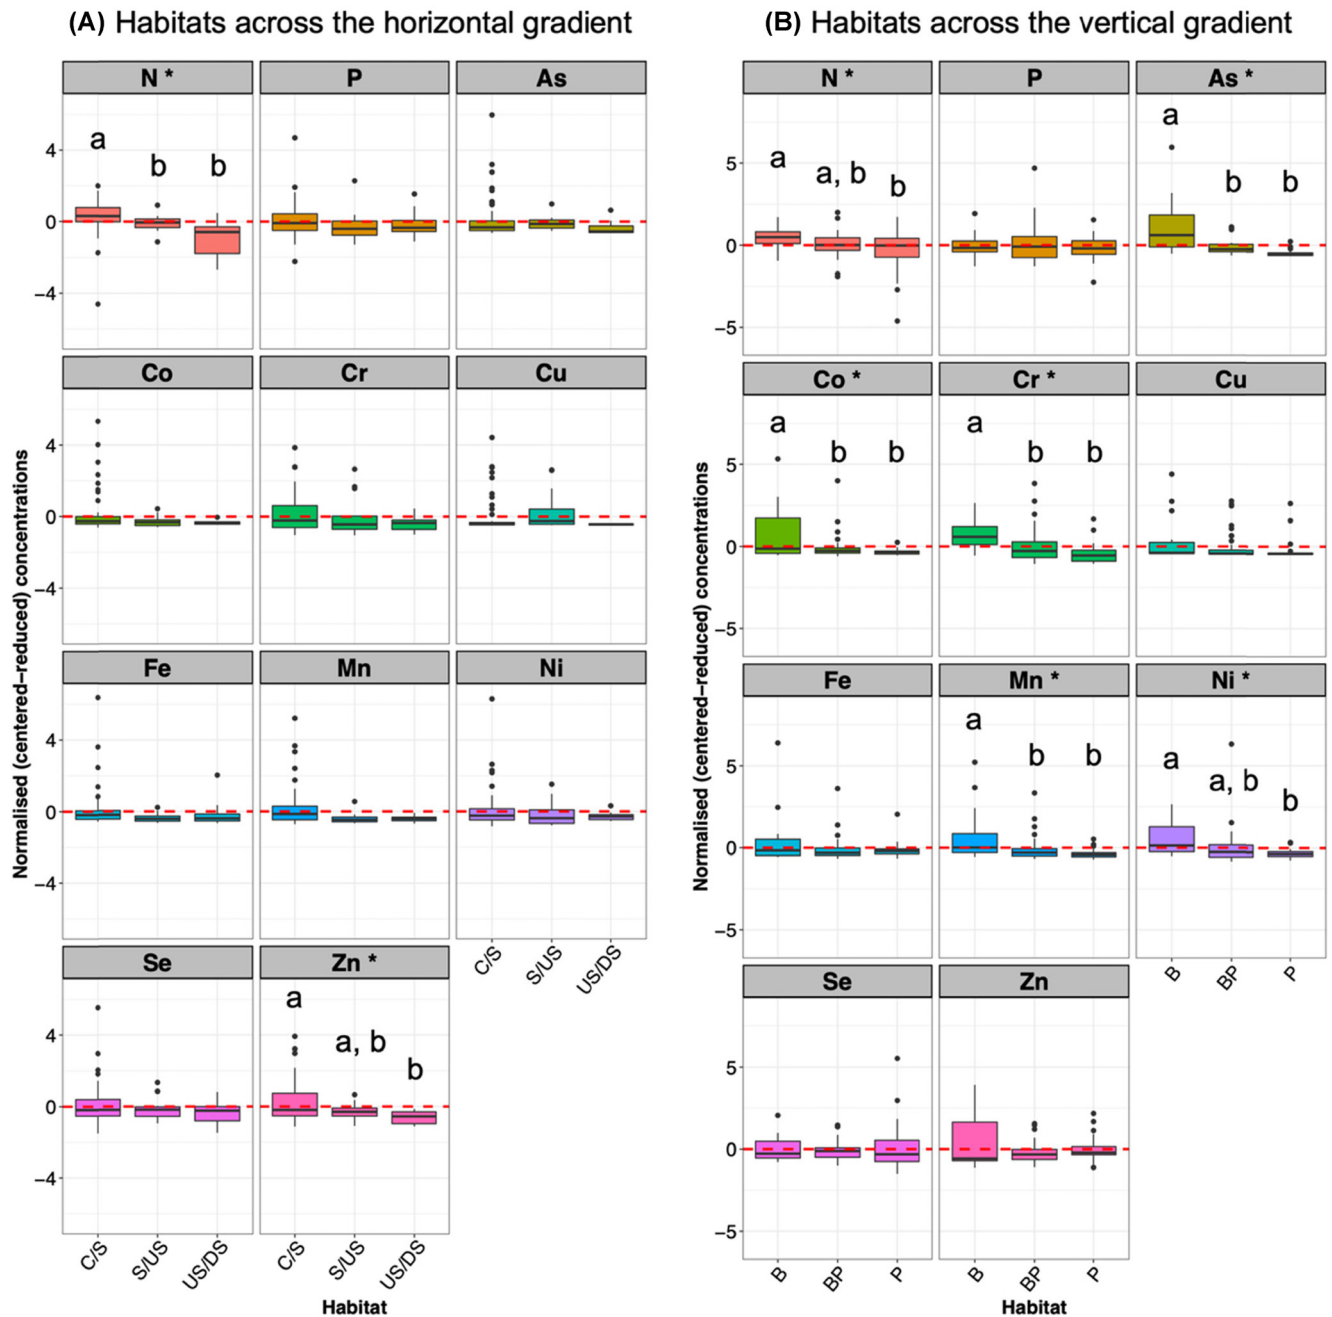 (A) Habitats across the horizontal gradient
N * P As
a
b b
4
0
−4
Co Cr Cu
4
0
−4
Fe Mn Ni
4
0
−4
C/S S/US US/DS
Se Zn *
a
a, b
b
4
0
−4
C/S S/US US/DS C/S S/US US/DS
Habitat
Normalised (centered−reduced) concentrations
(B) Habitats across the vertical gradient
N * P As *
a a, b b a b b
5
0
−5
Co * Cr * Cu
a b b a b b
5
0
−5
Fe Mn * Ni *
a b b a a, b b
5
0
−5
B BP P
Se Zn
5
0
−5
B BP P B BP P
Habitat
Normalised (centered−reduced) concentrations